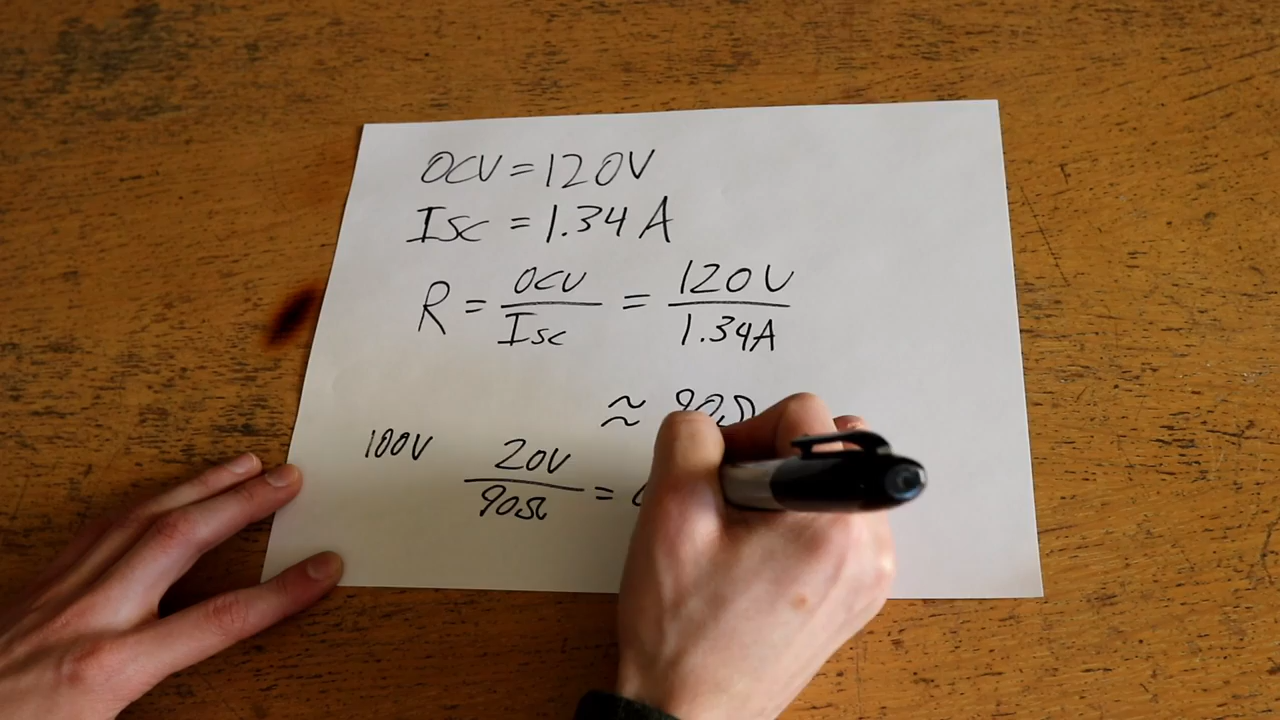 OCV = 120V
Isc = 1.34 A
R = OCV / Isc = 120V / 1.34A
≈ 90Ω
100V 20V / 90Ω =